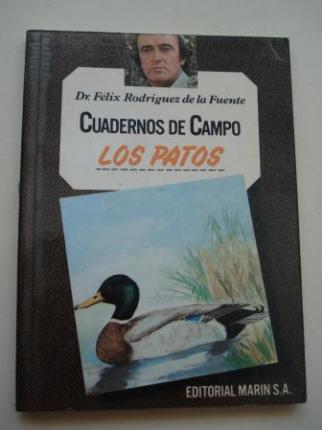 Dr. Félix Rodríguez de la Fuente
CUADERNOS DE CAMPO
LOS PATOS
EDITORIAL MARIN S.A.